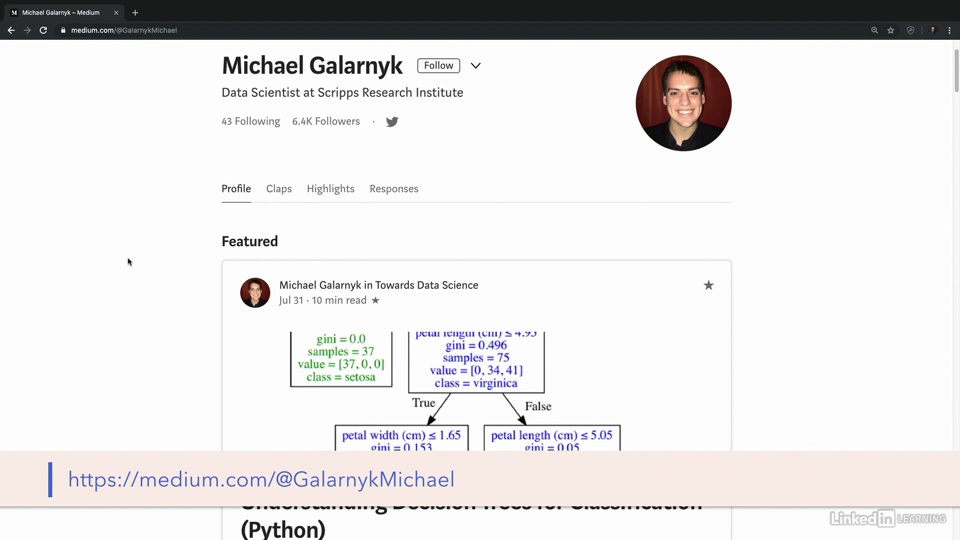 Michael Galarnyk – Medium
medium.com/@GalarnykMichael
Michael Galarnyk
Follow
Data Scientist at Scripps Research Institute
43 Following 6.4K Followers ·
Profile Claps Highlights Responses
Featured
Michael Galarnyk in Towards Data Science
Jul 31 · 10 min read ★
gini = 0.0
samples = 37
value = [37, 0, 0]
class = setosa
petal length (cm) ≤ 4.95
gini = 0.496
samples = 75
value = [0, 34, 41]
class = virginica
True
False
petal width (cm) ≤ 1.65
gini = 0.153
petal length (cm) ≤ 5.05
gini = 0.05
https://medium.com/@GalarnykMichael
Understanding Decision Trees for Classification
(Python)
LinkedIn LEARNING